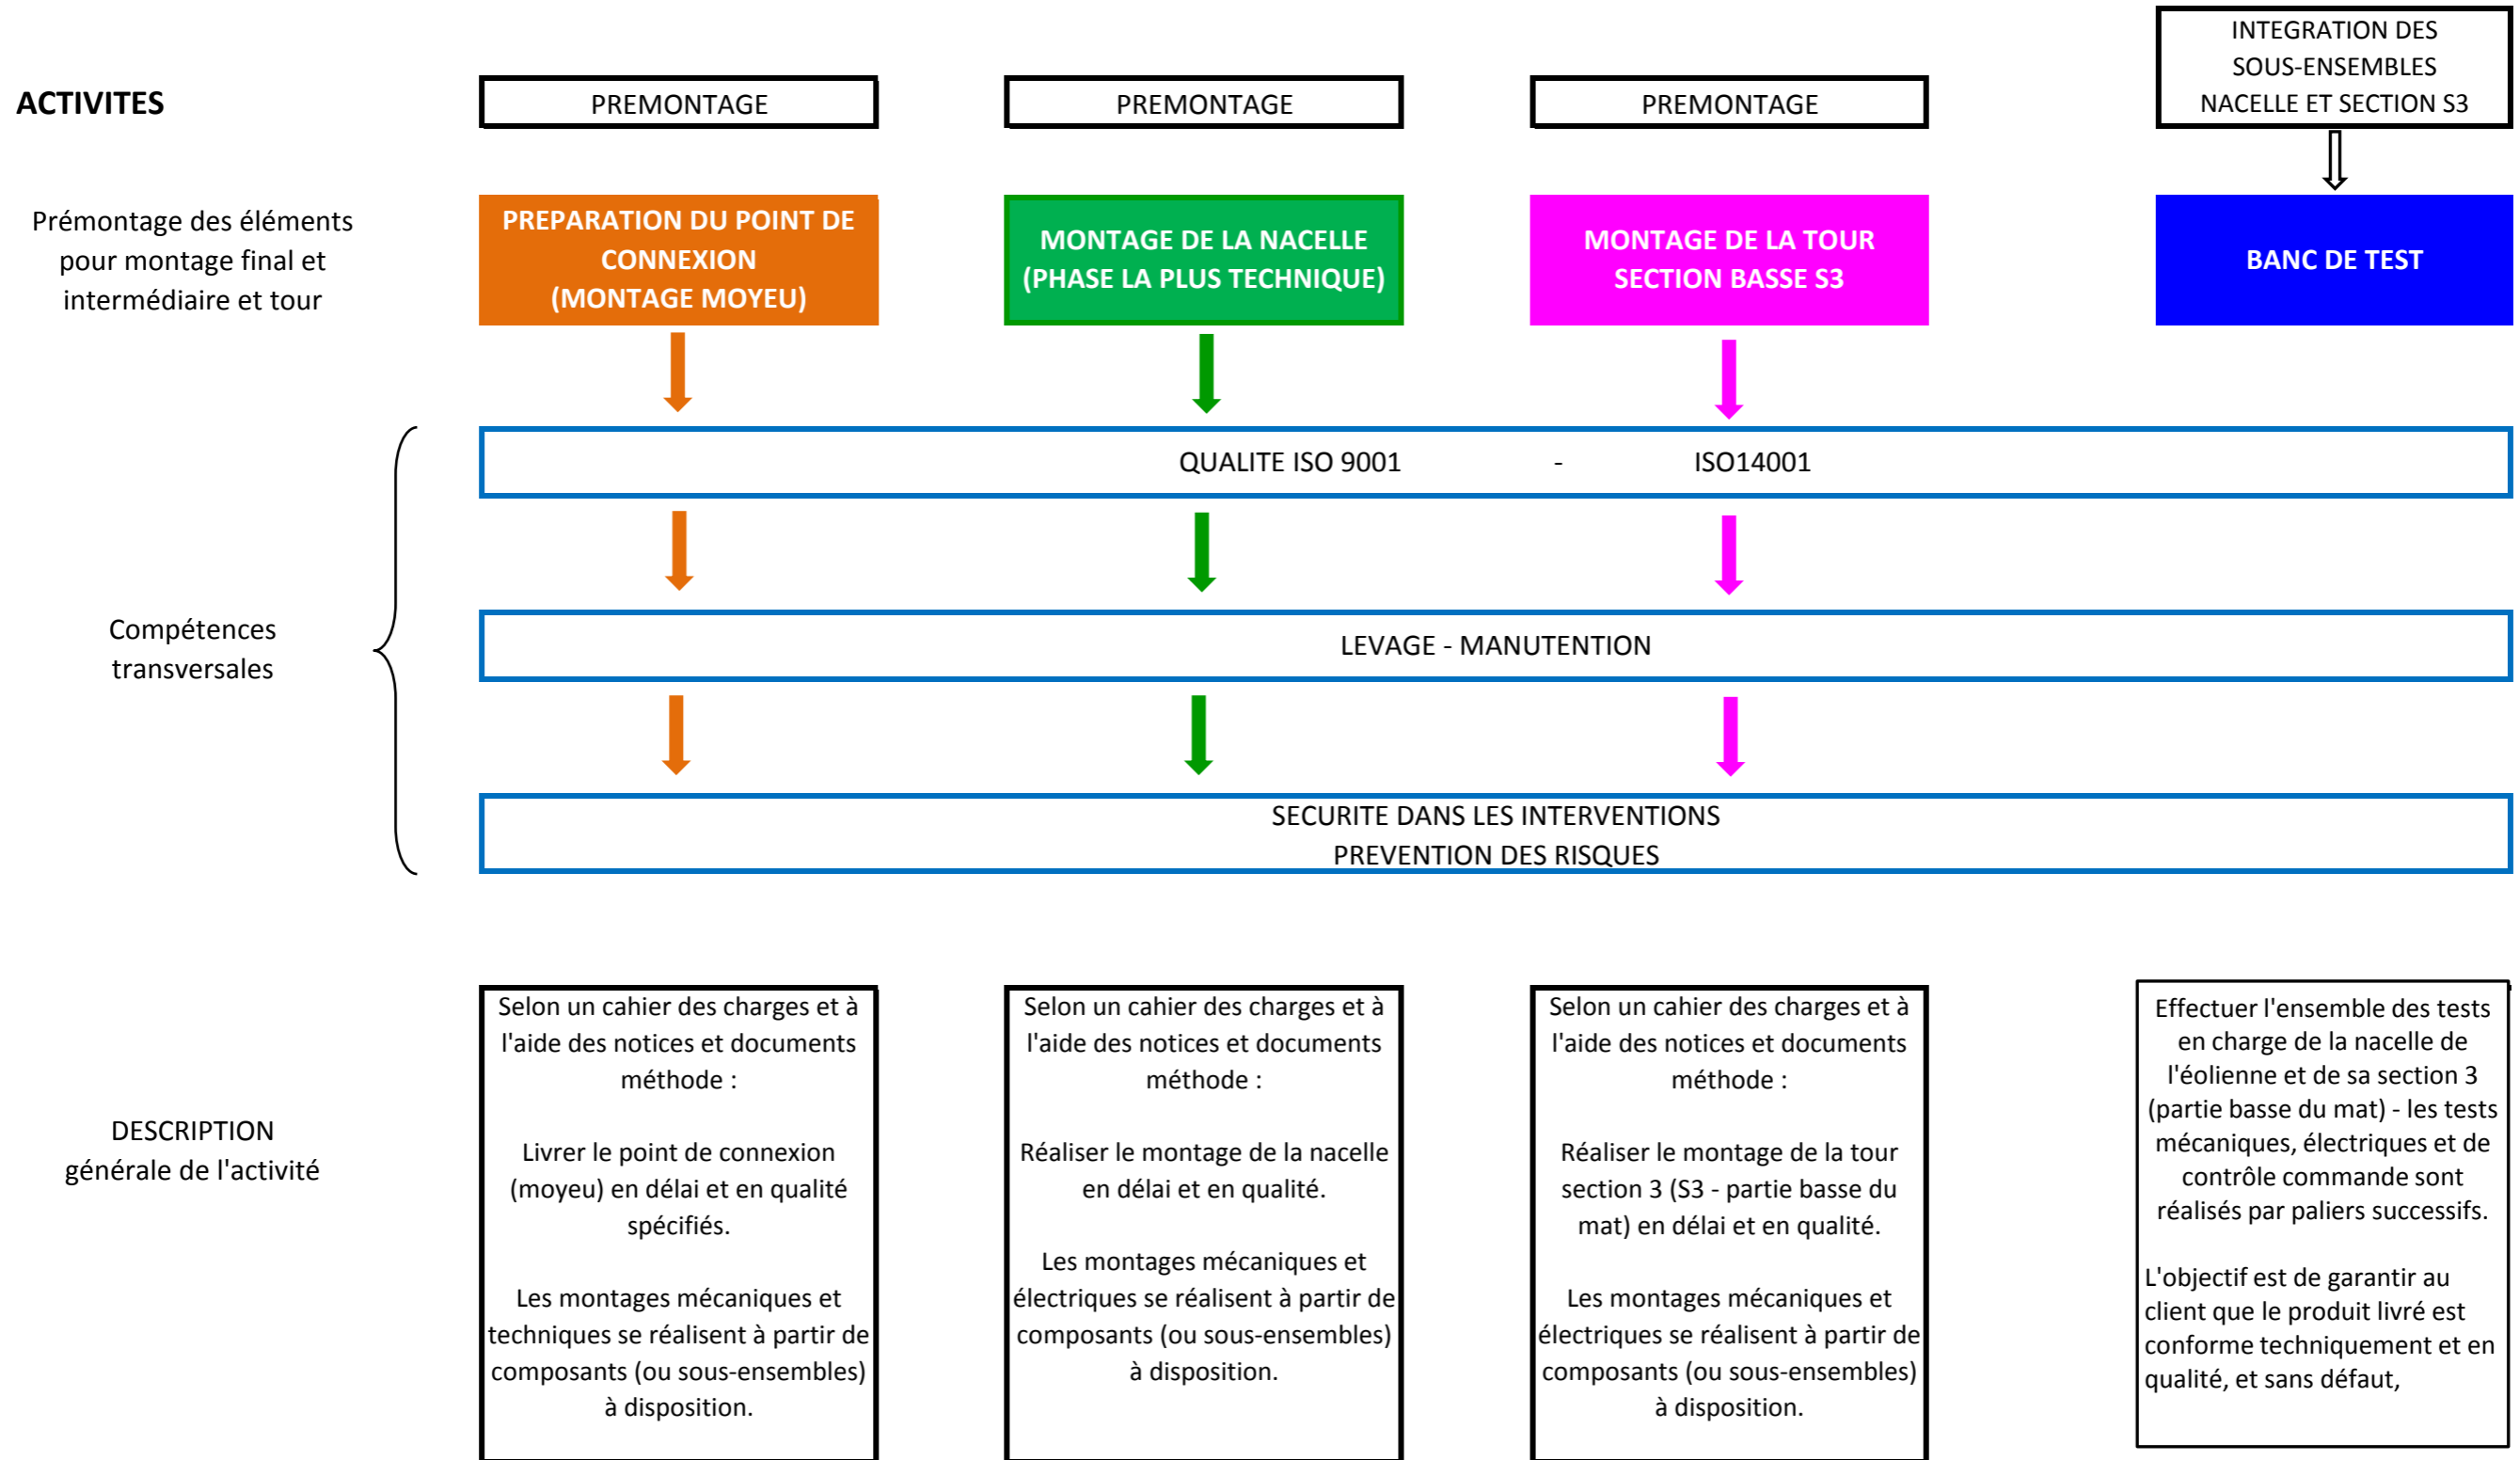 ACTIVITES
PREMONTAGE
PREMONTAGE
PREMONTAGE
INTEGRATION DES
SOUS-ENSEMBLES
NACELLE ET SECTION S3
Prémontage des éléments
pour montage final et
intermédiaire et tour
PREPARATION DU POINT DE
CONNEXION
(MONTAGE MOYEU)
MONTAGE DE LA NACELLE
(PHASE LA PLUS TECHNIQUE)
MONTAGE DE LA TOUR
SECTION BASSE S3
BANC DE TEST
QUALITE ISO 9001 - ISO14001
Compétences
transversales
LEVAGE - MANUTENTION
SECURITE DANS LES INTERVENTIONS
PREVENTION DES RISQUES
DESCRIPTION
générale de l'activité
Selon un cahier des charges et à
l'aide des notices et documents
méthode :
Livrer le point de connexion
(moyeu) en délai et en qualité
spécifiés.
Les montages mécaniques et
techniques se réalisent à partir de
composants (ou sous-ensembles)
à disposition.
Selon un cahier des charges et à
l'aide des notices et documents
méthode :
Réaliser le montage de la nacelle
en délai et en qualité.
Les montages mécaniques et
électriques se réalisent à partir de
composants (ou sous-ensembles)
à disposition.
Selon un cahier des charges et à
l'aide des notices et documents
méthode :
Réaliser le montage de la tour
section 3 (S3 - partie basse du
mat) en délai et en qualité.
Les montages mécaniques et
électriques se réalisent à partir de
composants (ou sous-ensembles)
à disposition.
Effectuer l'ensemble des tests
en charge de la nacelle de
l'éolienne et de sa section 3
(partie basse du mat) - les tests
mécaniques, électriques et de
contrôle commande sont
réalisés par paliers successifs.
L'objectif est de garantir au
client que le produit livré est
conforme techniquement et en
qualité, et sans défaut,